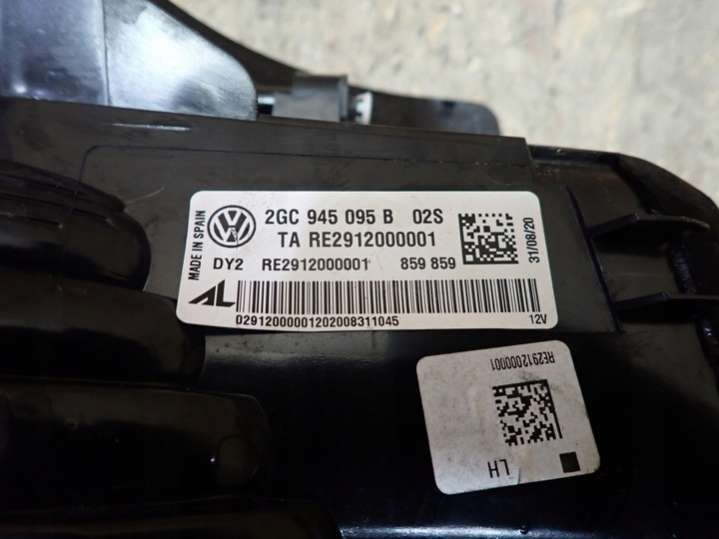 MADE IN SPAIN
2GC 945 095 B 02S
TA RE2912000001
DY2 RE2912000001 859 859
31/08/20
AL
02912000001202008311045
12V
RE2912000001
LH